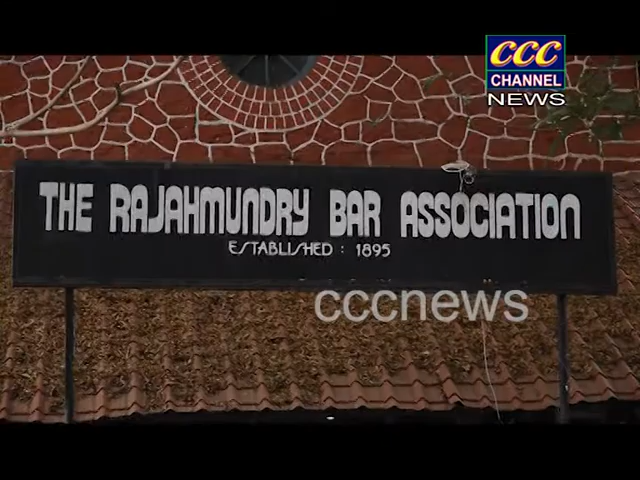 CCC
CHANNEL
NEWS
THE RAJAHMUNDRY BAR ASSOCIATION
ESTABLISHED : 1895
cccnews